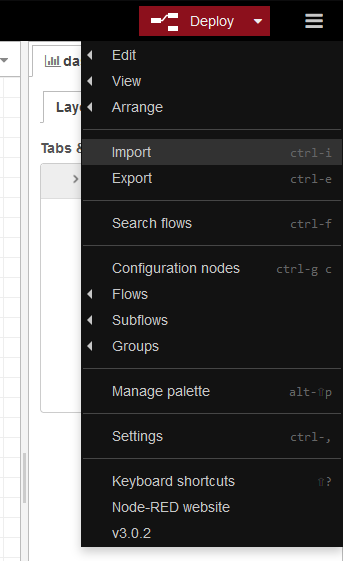 Deploy
da
Edit
View
Arrange
Layo
Tabs &
Import ctrl-i
Export ctrl-e
Search flows ctrl-f
Configuration nodes ctrl-g c
Flows
Subflows
Groups
Manage palette alt-⇧p
Settings ctrl-,
Keyboard shortcuts ⇧?
Node-RED website
v3.0.2